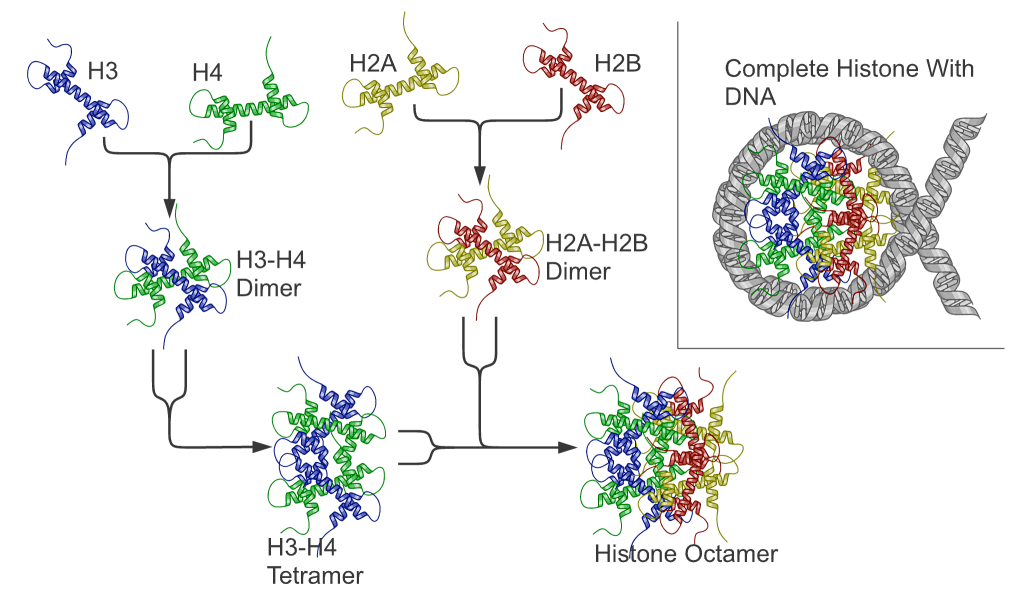 H3
H4
H2A
H2B
Complete Histone With
DNA
H3-H4
Dimer
H2A-H2B
Dimer
H3-H4
Tetramer
Histone Octamer